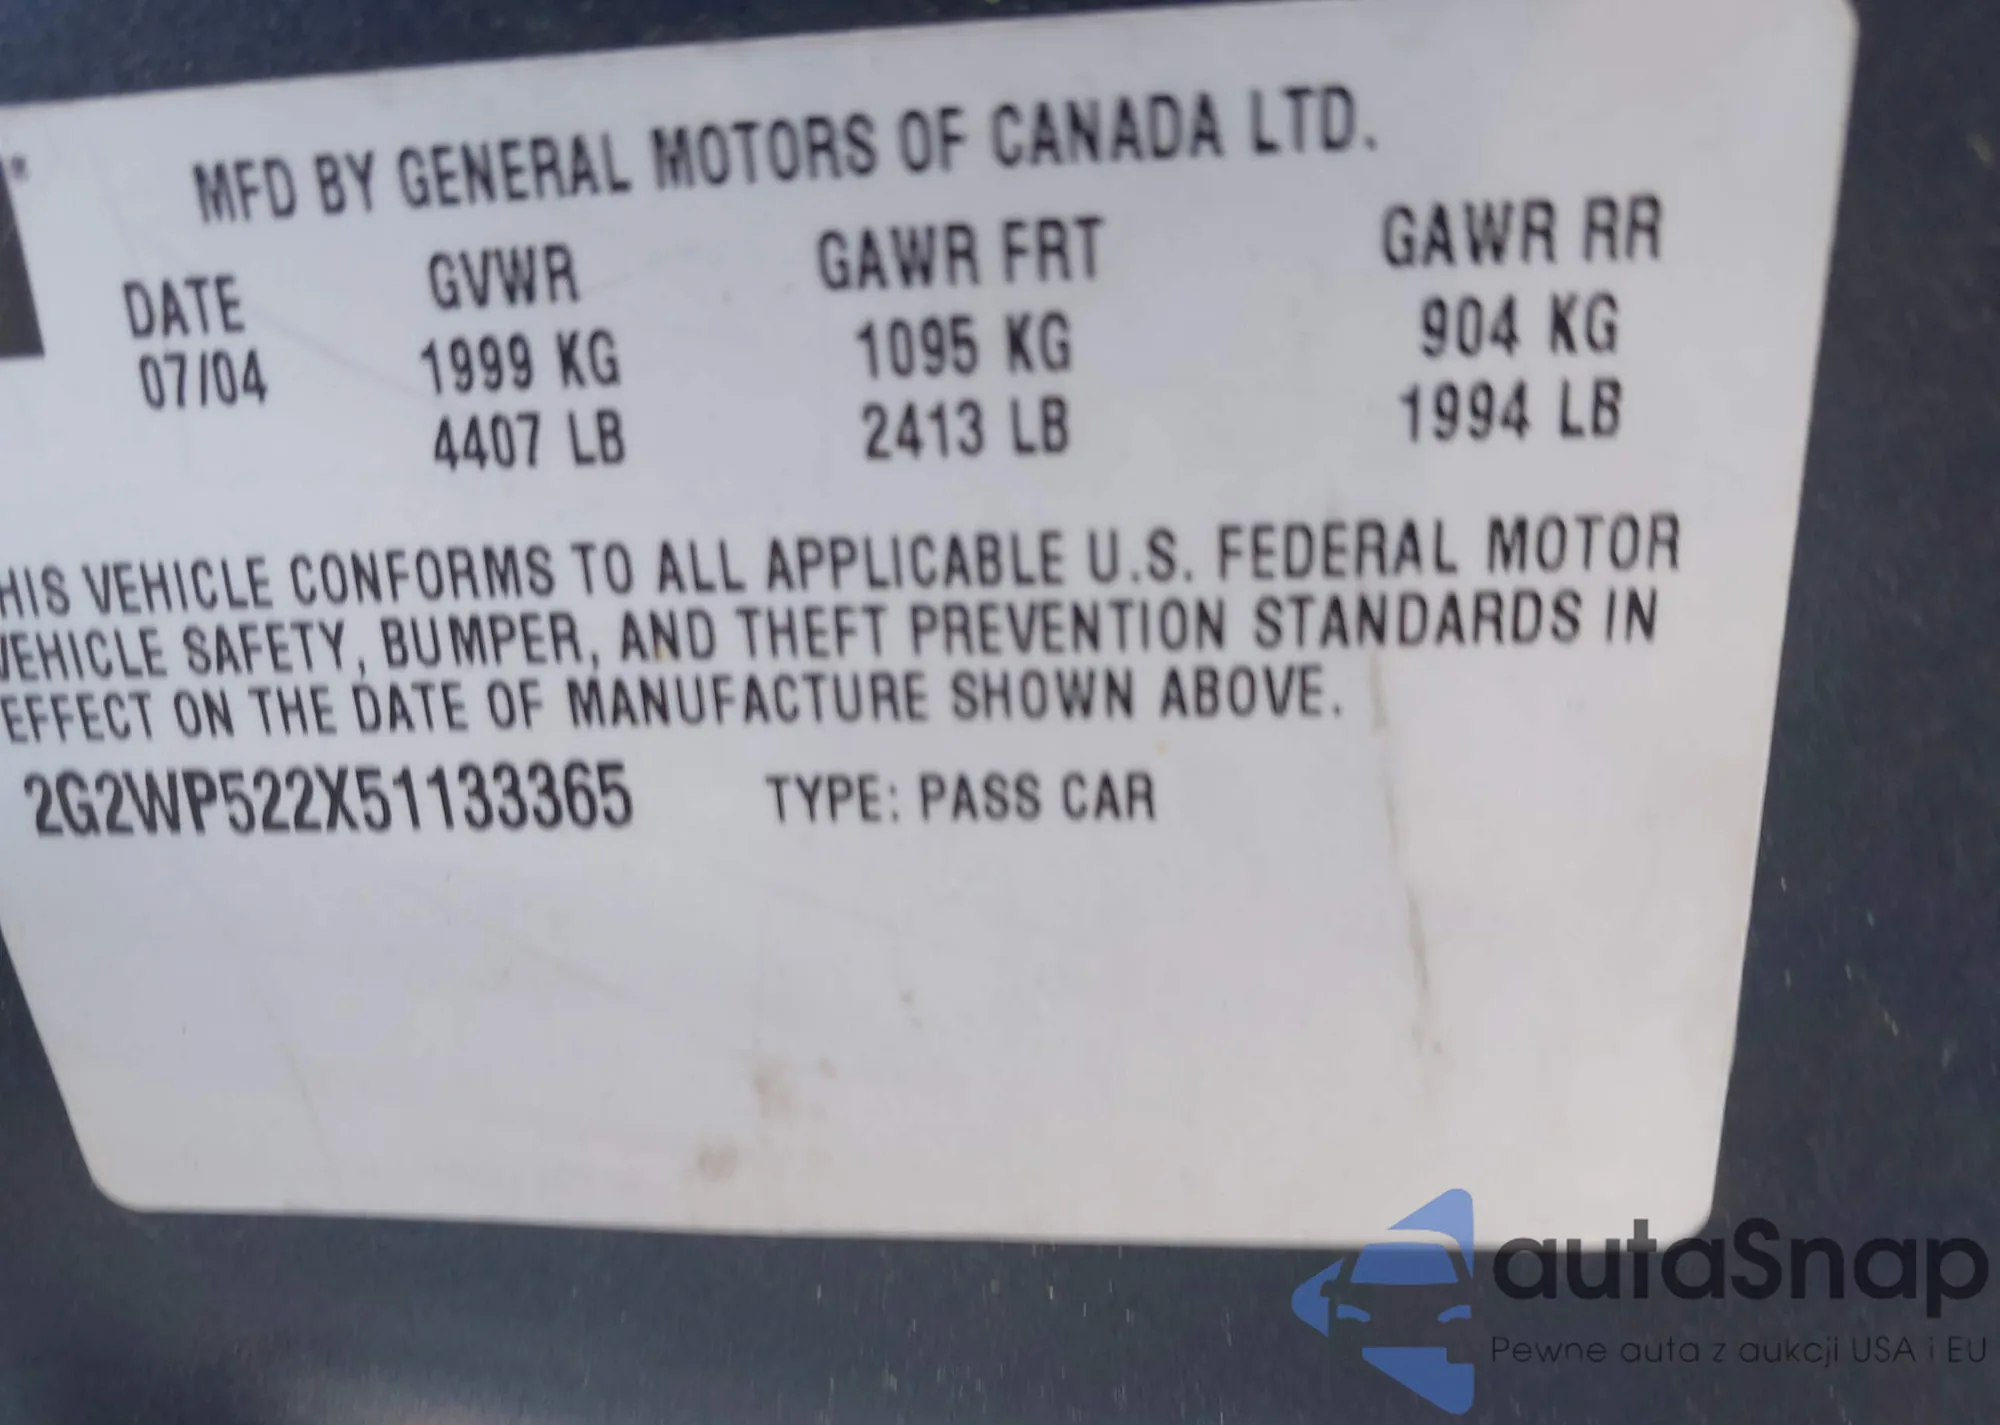 MFD BY GENERAL MOTORS OF CANADA LTD.
DATE GVWR GAWR FRT GAWR RR
07/04 1999 KG 1095 KG 904 KG
4407 LB 2413 LB 1994 LB
HIS VEHICLE CONFORMS TO ALL APPLICABLE U.S. FEDERAL MOTOR
VEHICLE SAFETY, BUMPER, AND THEFT PREVENTION STANDARDS IN
EFFECT ON THE DATE OF MANUFACTURE SHOWN ABOVE.
2G2WP522X51133365 TYPE: PASS CAR
autaSnap
Pewne auta z aukcji USA i EU